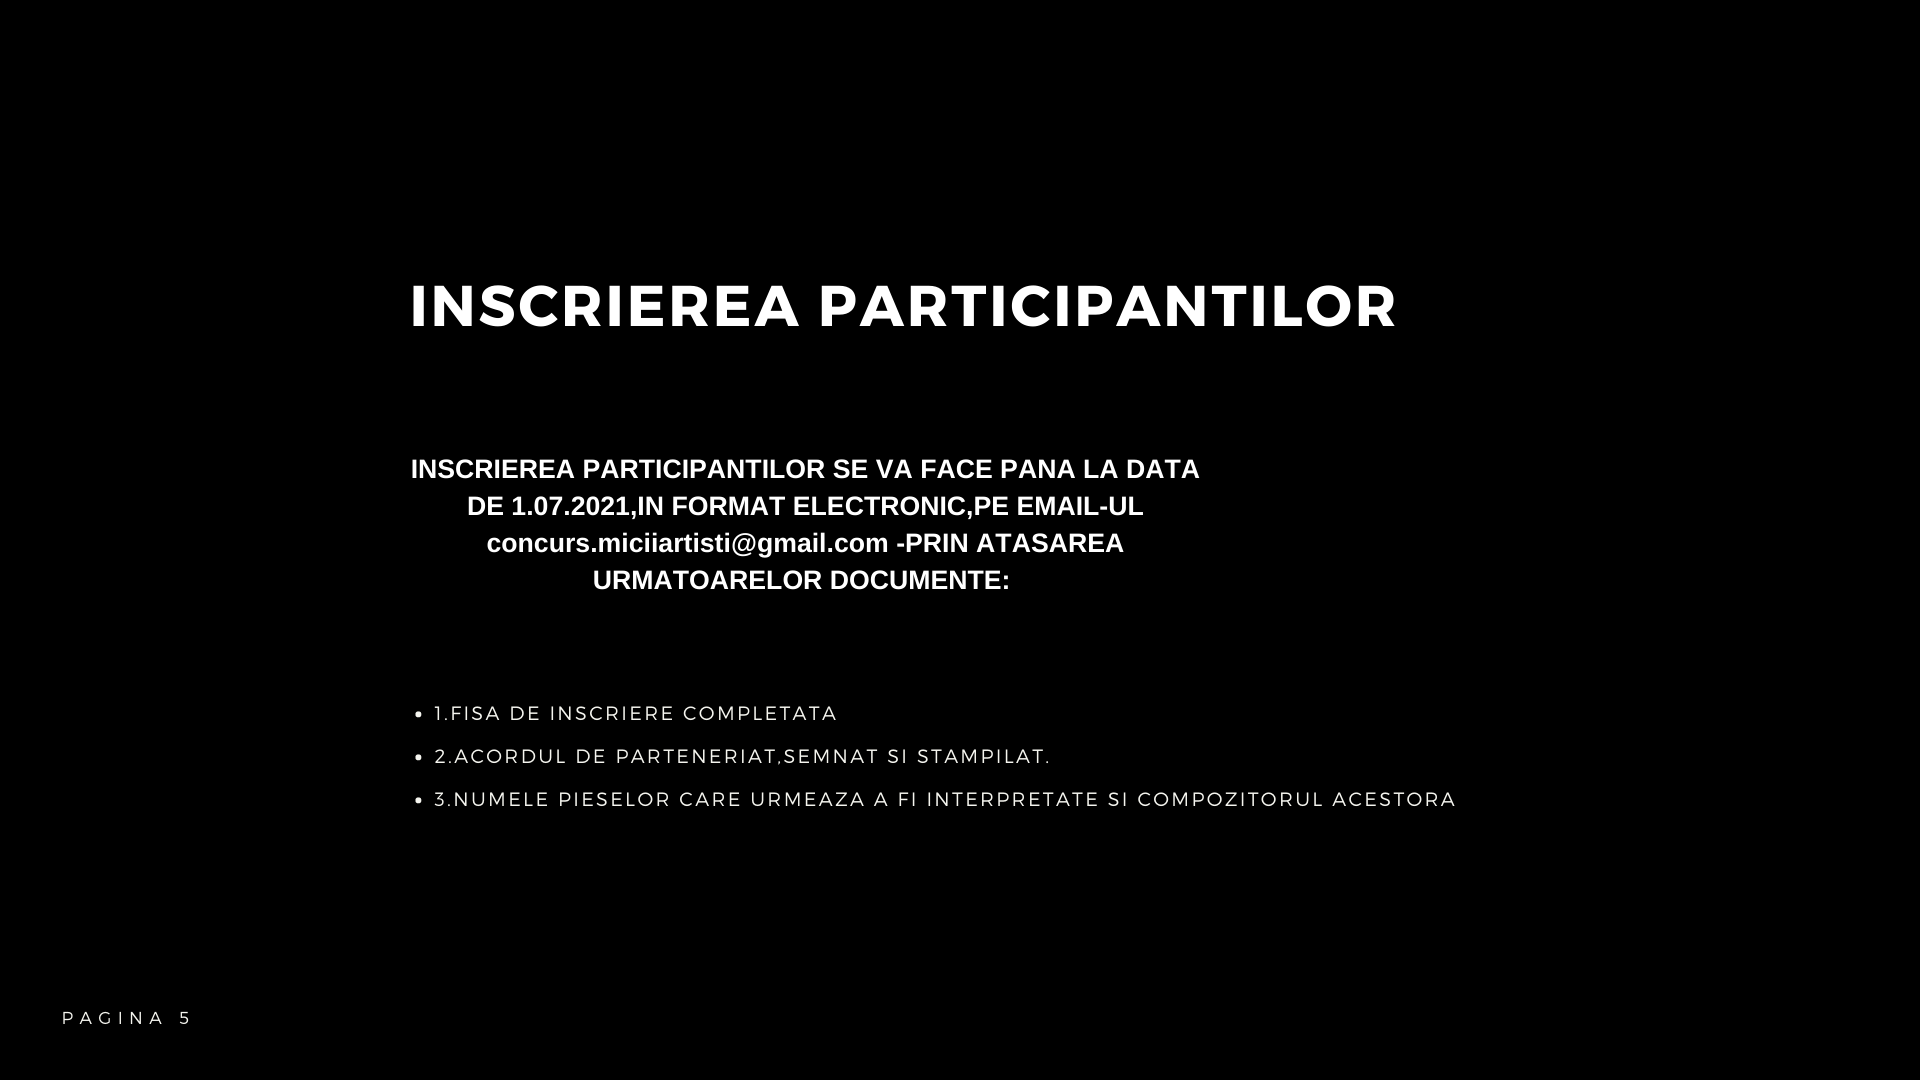 INSCRIEREA PARTICIPANTILOR
INSCRIEREA PARTICIPANTILOR SE VA FACE PANA LA DATA
DE 1.07.2021,IN FORMAT ELECTRONIC,PE EMAIL-UL
concurs.miciiartisti@gmail.com -PRIN ATASAREA
URMATOARELOR DOCUMENTE:
• 1.FISA DE INSCRIERE COMPLETATA
• 2.ACORDUL DE PARTENERIAT,SEMNAT SI STAMPILAT.
• 3.NUMELE PIESELOR CARE URMEAZA A FI INTERPRETATE SI COMPOZITORUL ACESTORA
PAGINA 5